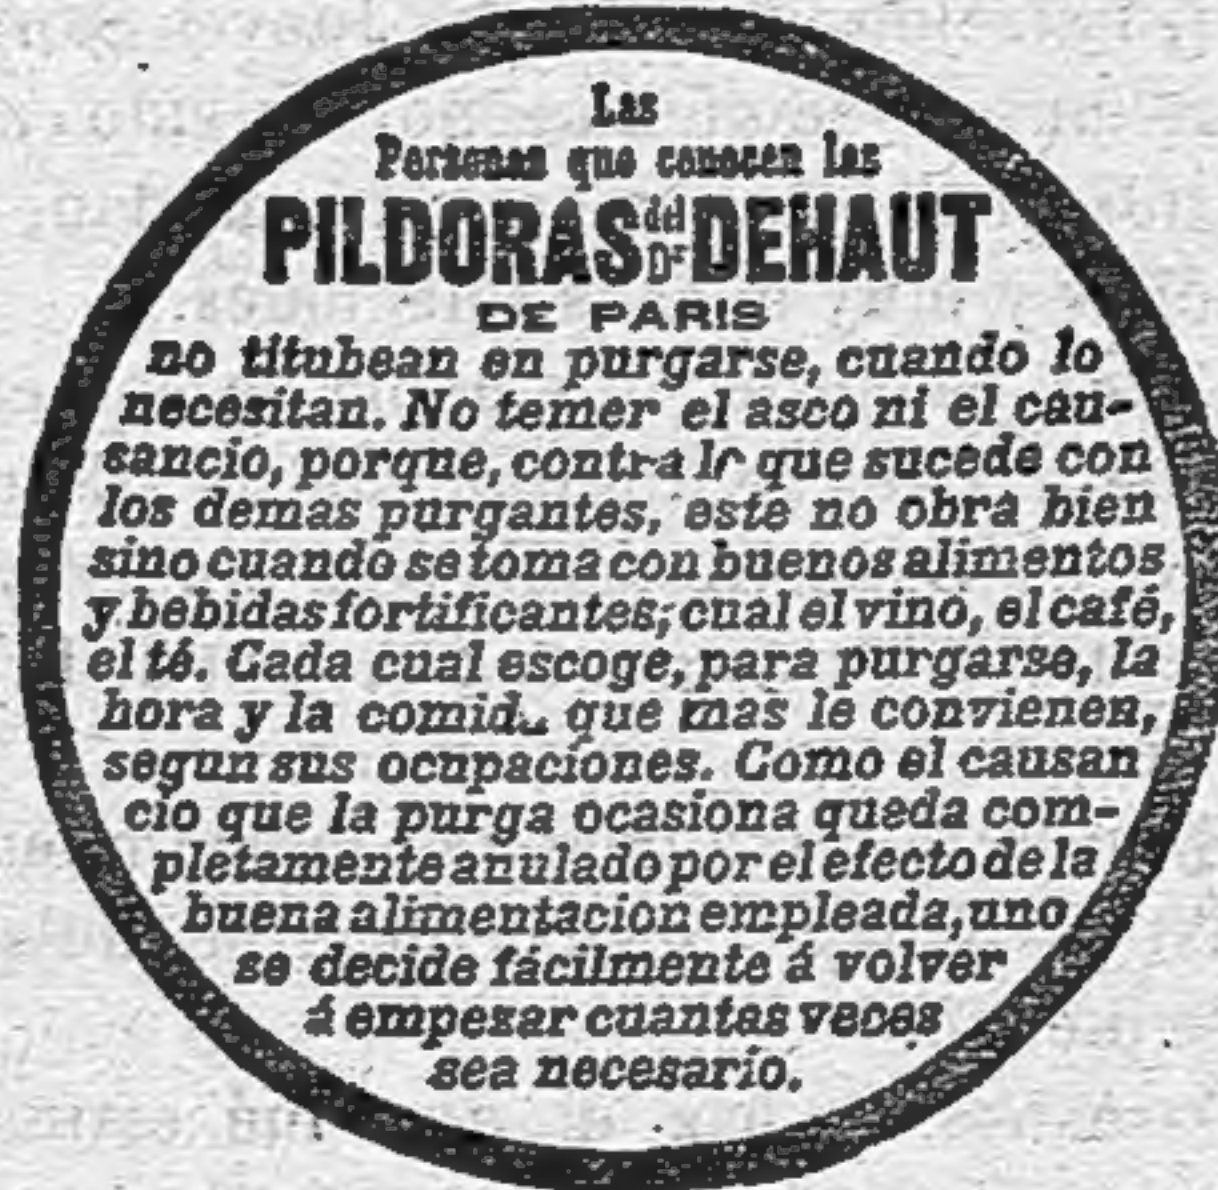 Las
Personas que conocen las
PILDORAS del Dr DEHAUT
DE PARIS
no titubean en purgarse, cuando lo
necesitan. No temer el asco ni el cau-
sancio, porque, contra lo que sucede con
los demas purgantes, este no obra bien
sino cuando se toma con buenos alimentos
y bebidas fortificantes, cual el vino, el café,
el té. Cada cual escoge, para purgarse, la
hora y la comida que mas le convienen,
segun sus ocupaciones. Como el causan
cio que la purga ocasiona queda com-
pletamente anulado por el efecto de la
buena alimentacion empleada, uno
se decide fácilmente á volver
á empezar cuantas veces
sea necesario.